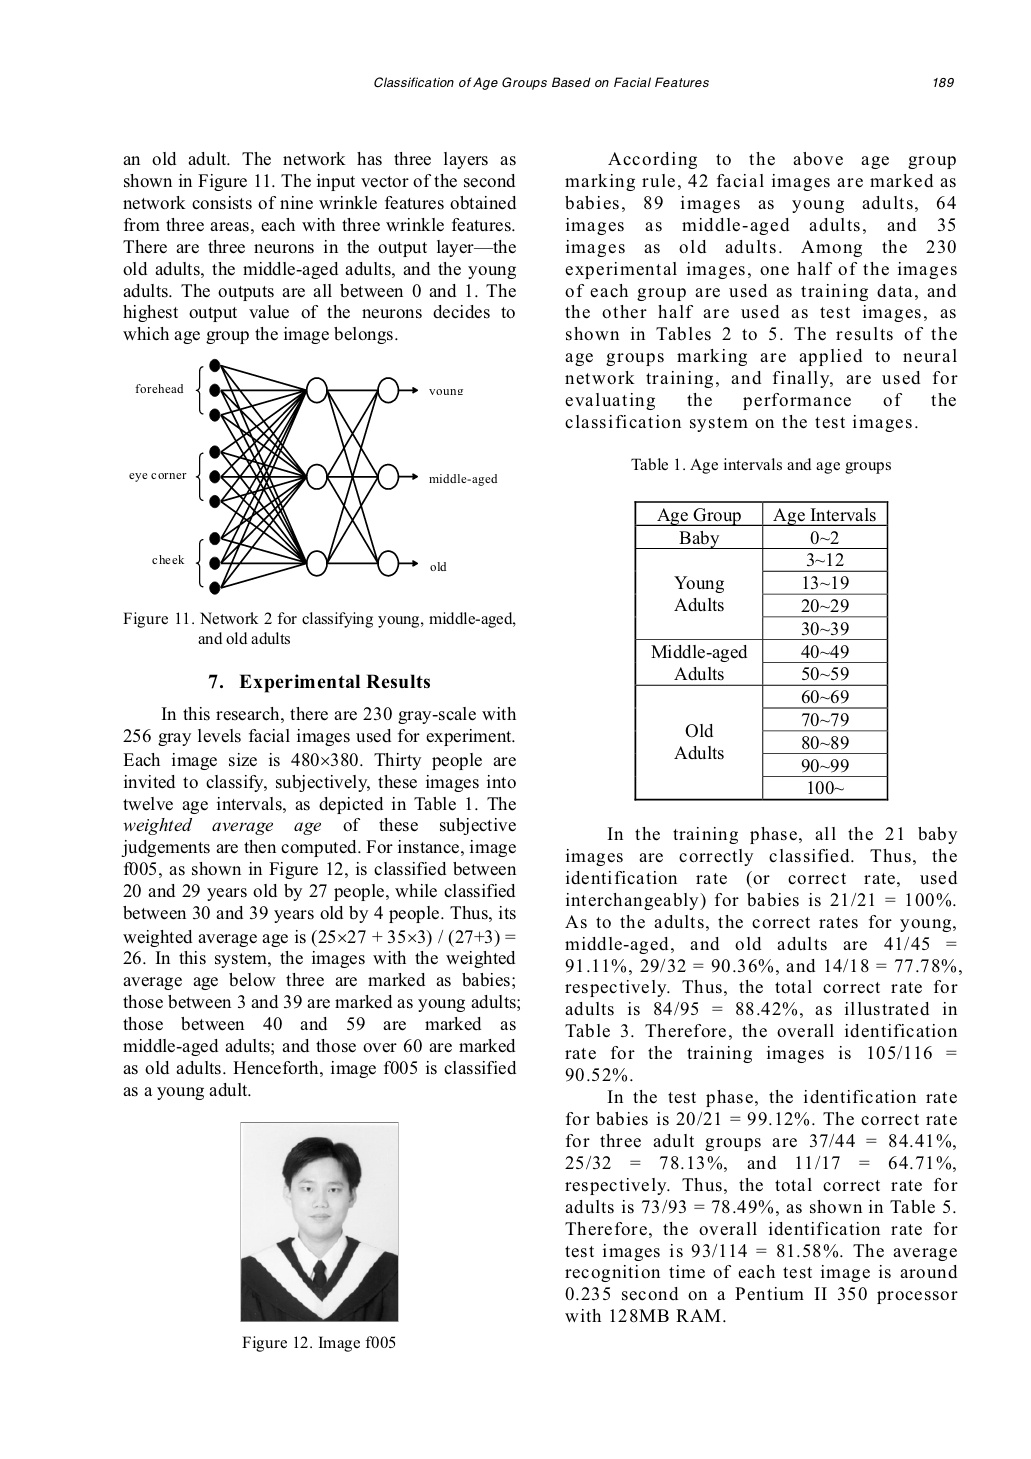 Classification of Age Groups Based on Facial Features 189
an old adult. The network has three layers as
shown in Figure 11. The input vector of the second
network consists of nine wrinkle features obtained
from three areas, each with three wrinkle features.
There are three neurons in the output layer—the
old adults, the middle-aged adults, and the young
adults. The outputs are all between 0 and 1. The
highest output value of the neurons decides to
which age group the image belongs.
forehead
young
eye corner
middle-aged
cheek
old
Figure 11. Network 2 for classifying young, middle-aged,
and old adults
7. Experimental Results
In this research, there are 230 gray-scale with
256 gray levels facial images used for experiment.
Each image size is 480×380. Thirty people are
invited to classify, subjectively, these images into
twelve age intervals, as depicted in Table 1. The
weighted average age of these subjective
judgements are then computed. For instance, image
f005, as shown in Figure 12, is classified between
20 and 29 years old by 27 people, while classified
between 30 and 39 years old by 4 people. Thus, its
weighted average age is (25×27 + 35×3) / (27+3) =
26. In this system, the images with the weighted
average age below three are marked as babies;
those between 3 and 39 are marked as young adults;
those between 40 and 59 are marked as
middle-aged adults; and those over 60 are marked
as old adults. Henceforth, image f005 is classified
as a young adult.
Figure 12. Image f005
According to the above age group
marking rule, 42 facial images are marked as
babies, 89 images as young adults, 64
images as middle-aged adults, and 35
images as old adults. Among the 230
experimental images, one half of the images
of each group are used as training data, and
the other half are used as test images, as
shown in Tables 2 to 5. The results of the
age groups marking are applied to neural
network training, and finally, are used for
evaluating the performance of the
classification system on the test images.
Table 1. Age intervals and age groups
Age Group Age Intervals
Baby 0~2
3~12
Young 13~19
Adults 20~29
30~39
Middle-aged 40~49
Adults 50~59
60~69
70~79
Old
80~89
Adults
90~99
100~
In the training phase, all the 21 baby
images are correctly classified. Thus, the
identification rate (or correct rate, used
interchangeably) for babies is 21/21 = 100%.
As to the adults, the correct rates for young,
middle-aged, and old adults are 41/45 =
91.11%, 29/32 = 90.36%, and 14/18 = 77.78%,
respectively. Thus, the total correct rate for
adults is 84/95 = 88.42%, as illustrated in
Table 3. Therefore, the overall identification
rate for the training images is 105/116 =
90.52%.
In the test phase, the identification rate
for babies is 20/21 = 99.12%. The correct rate
for three adult groups are 37/44 = 84.41%,
25/32 = 78.13%, and 11/17 = 64.71%,
respectively. Thus, the total correct rate for
adults is 73/93 = 78.49%, as shown in Table 5.
Therefore, the overall identification rate for
test images is 93/114 = 81.58%. The average
recognition time of each test image is around
0.235 second on a Pentium II 350 processor
with 128MB RAM.